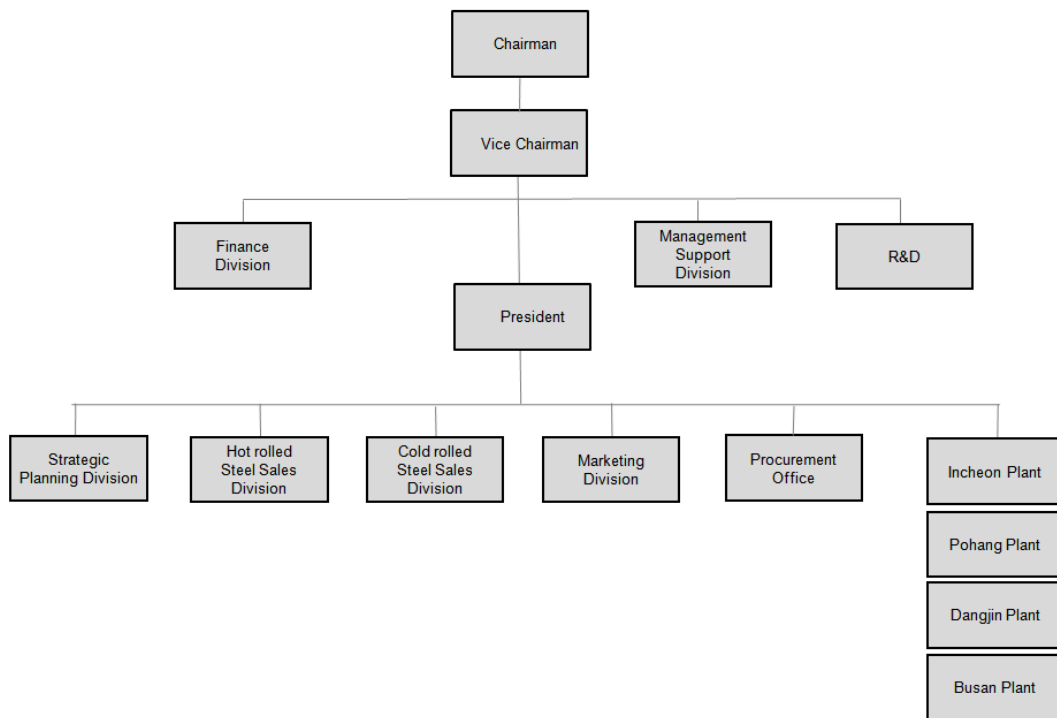 Chairman
Vice Chairman
Finance
Division
Management
Support
Division
R&D
President
Strategic
Planning Division
Hot rolled
Steel Sales
Division
Cold rolled
Steel Sales
Division
Marketing
Division
Procurement
Office
Incheon Plant
Pohang Plant
Dangjin Plant
Busan Plant